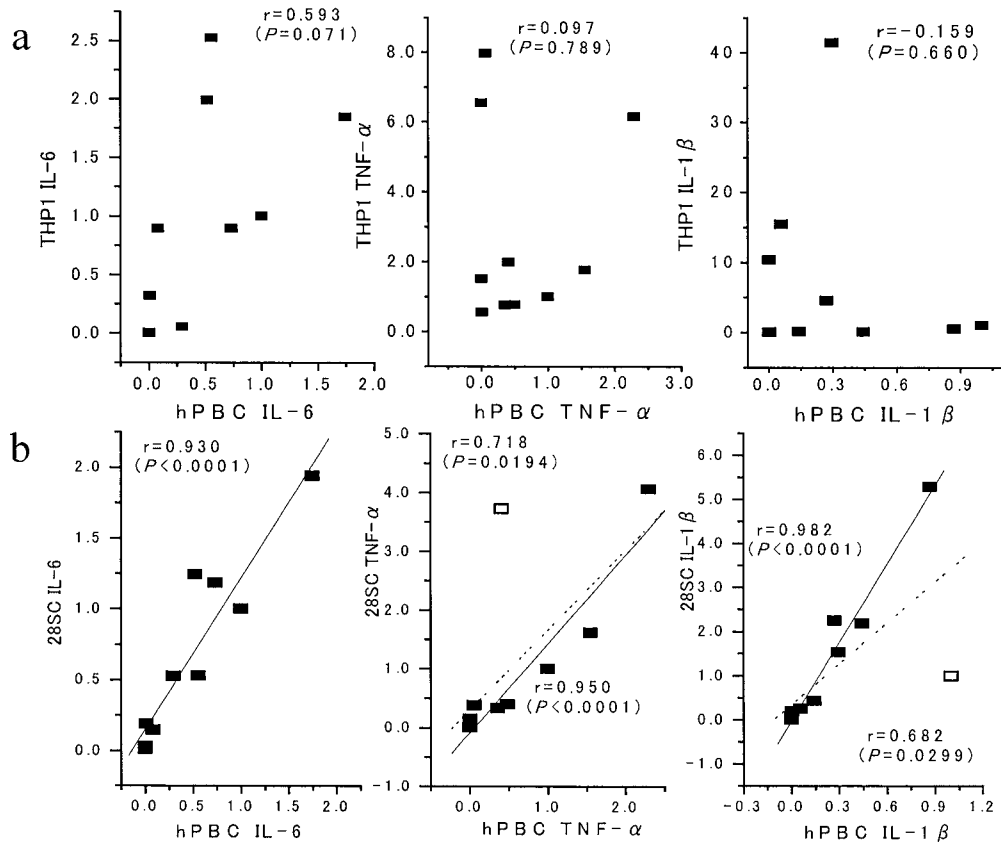 a
r=0.593
(P=0.071)
THP1 IL-6
2.5
2.0
1.5
1.0
0.5
0.0
0.0 0.5 1.0 1.5 2.0
hPBC IL-6
r=0.097
(P=0.789)
THP1 TNF-α
8.0
6.0
4.0
2.0
0.0
0.0 1.0 2.0 3.0
hPBC TNF-α
r=-0.159
(P=0.660)
THP1 IL-1β
40
30
20
10
0
0.0 0.3 0.6 0.9
hPBC IL-1β
b
r=0.930
(P<0.0001)
28SC IL-6
2.0
1.5
1.0
0.5
0.0
0.0 0.5 1.0 1.5 2.0
hPBC IL-6
r=0.718
(P=0.0194)
28SC TNF-α
5.0
4.0
3.0
2.0
1.0
0.0
-1.0
r=0.950
(P<0.0001)
0.0 1.0 2.0
hPBC TNF-α
r=0.982
(P<0.0001)
28SC IL-1β
6.0
5.0
4.0
3.0
2.0
1.0
0.0
-1.0
r=0.682
(P=0.0299)
-0.3 0.0 0.3 0.6 0.9 1.2
hPBC IL-1β